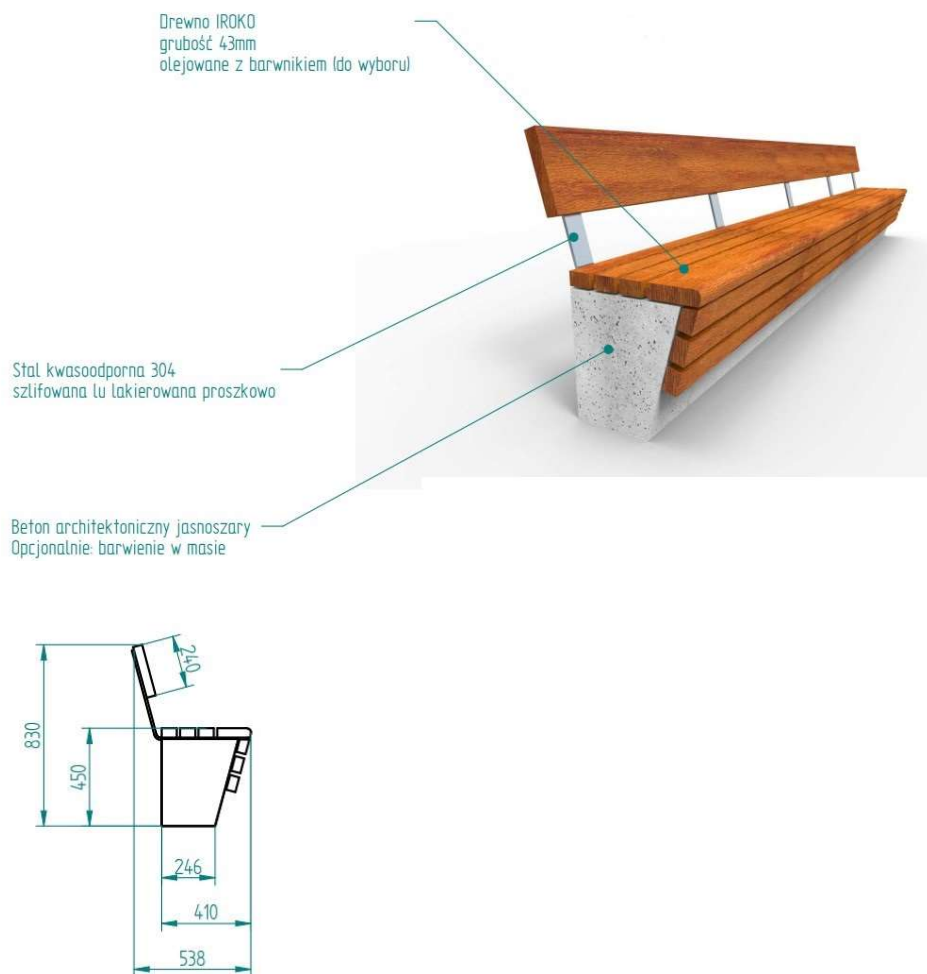 Drewno IROKO
grubość 43mm
olejowane z barwnikiem (do wyboru)
Stal kwasoodporna 304
szlifowana lu lakierowana proszkowo
Beton architektoniczny jasnoszary
Opcjonalnie: barwienie w masie
240
830
450
246
410
538